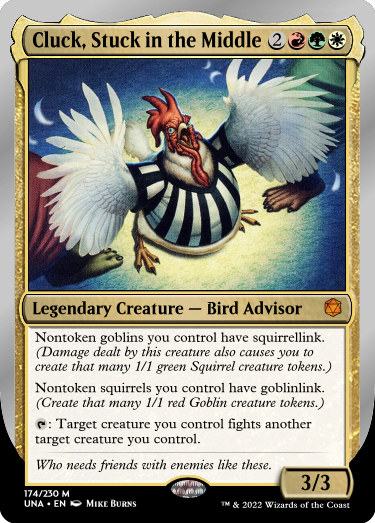 Cluck, Stuck in the Middle 2
Legendary Creature — Bird Advisor
Nontoken goblins you control have squirrellink.
(Damage dealt by this creature also causes you to
create that many 1/1 green Squirrel creature tokens.)
Nontoken squirrels you control have goblinlink.
(Create that many 1/1 red Goblin creature tokens.)
: Target creature you control fights another
target creature you control.
Who needs friends with enemies like these.
3/3
174/230 M
UNA • EN Mike Burns
™ & 2022 Wizards of the Coast